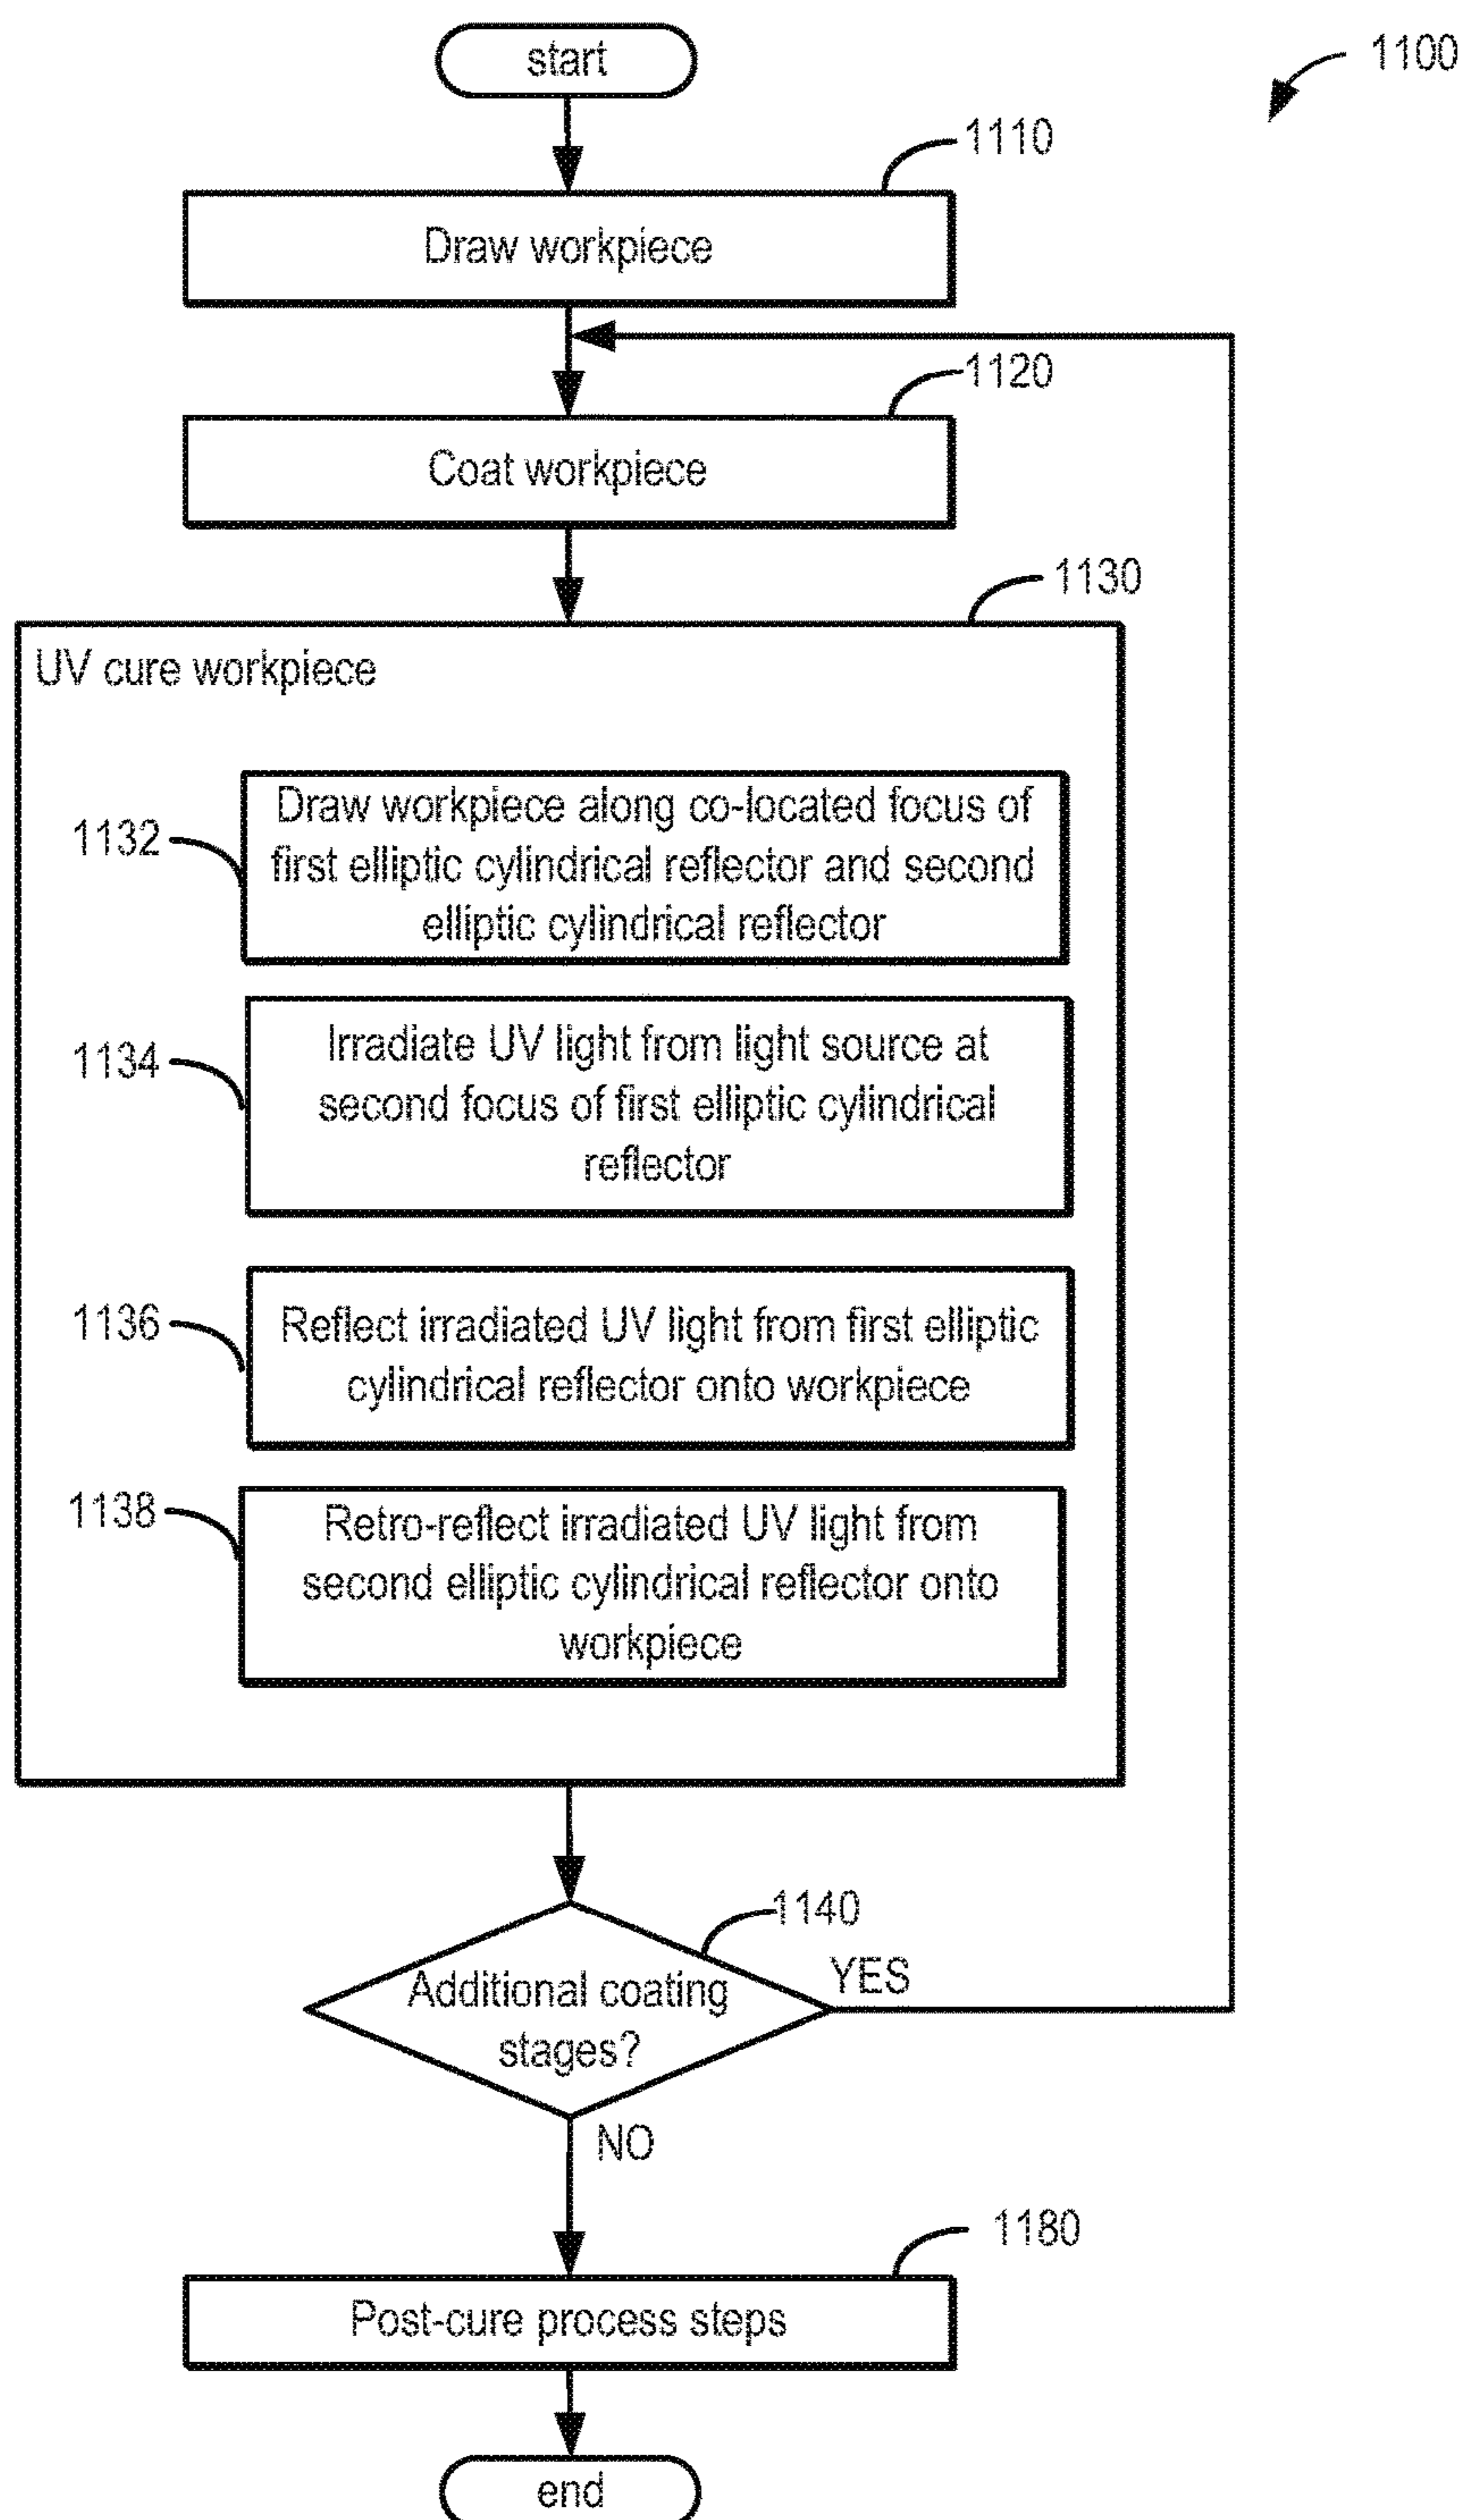 start
1100
1110
Draw workpiece
1120
Coat workpiece
1130
UV cure workpiece
1132
Draw workpiece along co-located focus of
first elliptic cylindrical reflector and second
elliptic cylindrical reflector
1134
Irradiate UV light from light source at
second focus of first elliptic cylindrical
reflector
1136
Reflect irradiated UV light from first elliptic
cylindrical reflector onto workpiece
1138
Retro-reflect irradiated UV light from
second elliptic cylindrical reflector onto
workpiece
1140
YES
Additional coating
stages?
NO
1180
Post-cure process steps
end